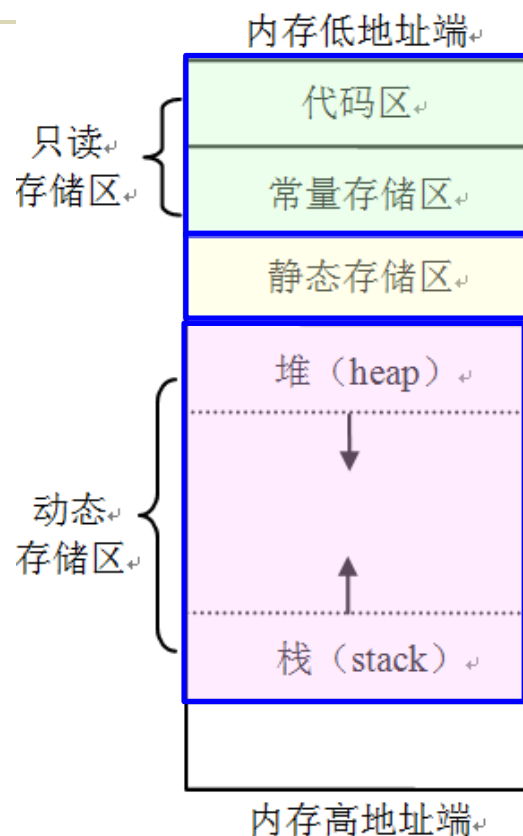 内存低地址端
代码区
只读
存储区
常量存储区
静态存储区
堆（heap）
动态
存储区
栈（stack）
内存高地址端